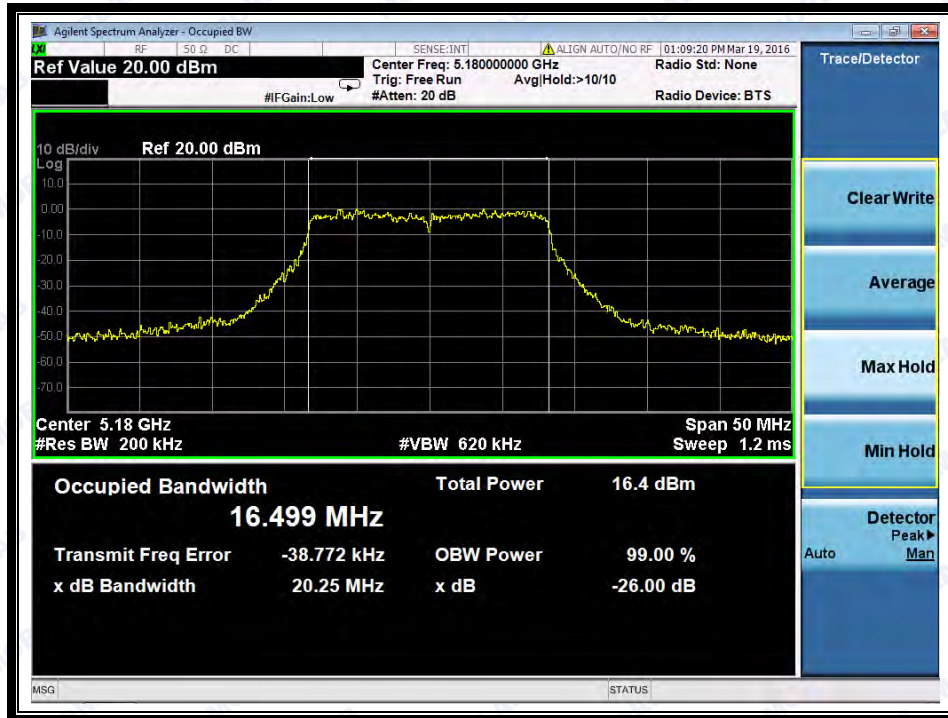 Agilent Spectrum Analyzer - Occupied BW
LXI RF 50 Ω DC SENSE:INT ALIGN AUTO/NO RF 01:09:20 PM Mar 19, 2016
Ref Value 20.00 dBm
Center Freq: 5.180000000 GHz
Radio Std: None
Trig: Free Run
Avg|Hold:>10/10
#IFGain:Low
#Atten: 20 dB
Radio Device: BTS
10 dB/div
Ref 20.00 dBm
Log
10.0
0.00
-10.0
-20.0
-30.0
-40.0
-50.0
-60.0
-70.0
Center 5.18 GHz
Span 50 MHz
#Res BW 200 kHz
#VBW 620 kHz
Sweep 1.2 ms
Occupied Bandwidth
Total Power 16.4 dBm
16.499 MHz
Transmit Freq Error -38.772 kHz
OBW Power 99.00 %
x dB Bandwidth 20.25 MHz
x dB -26.00 dB
MSG
STATUS
Trace/Detector
Clear Write
Average
Max Hold
Min Hold
Detector
Peak▶
Auto Man